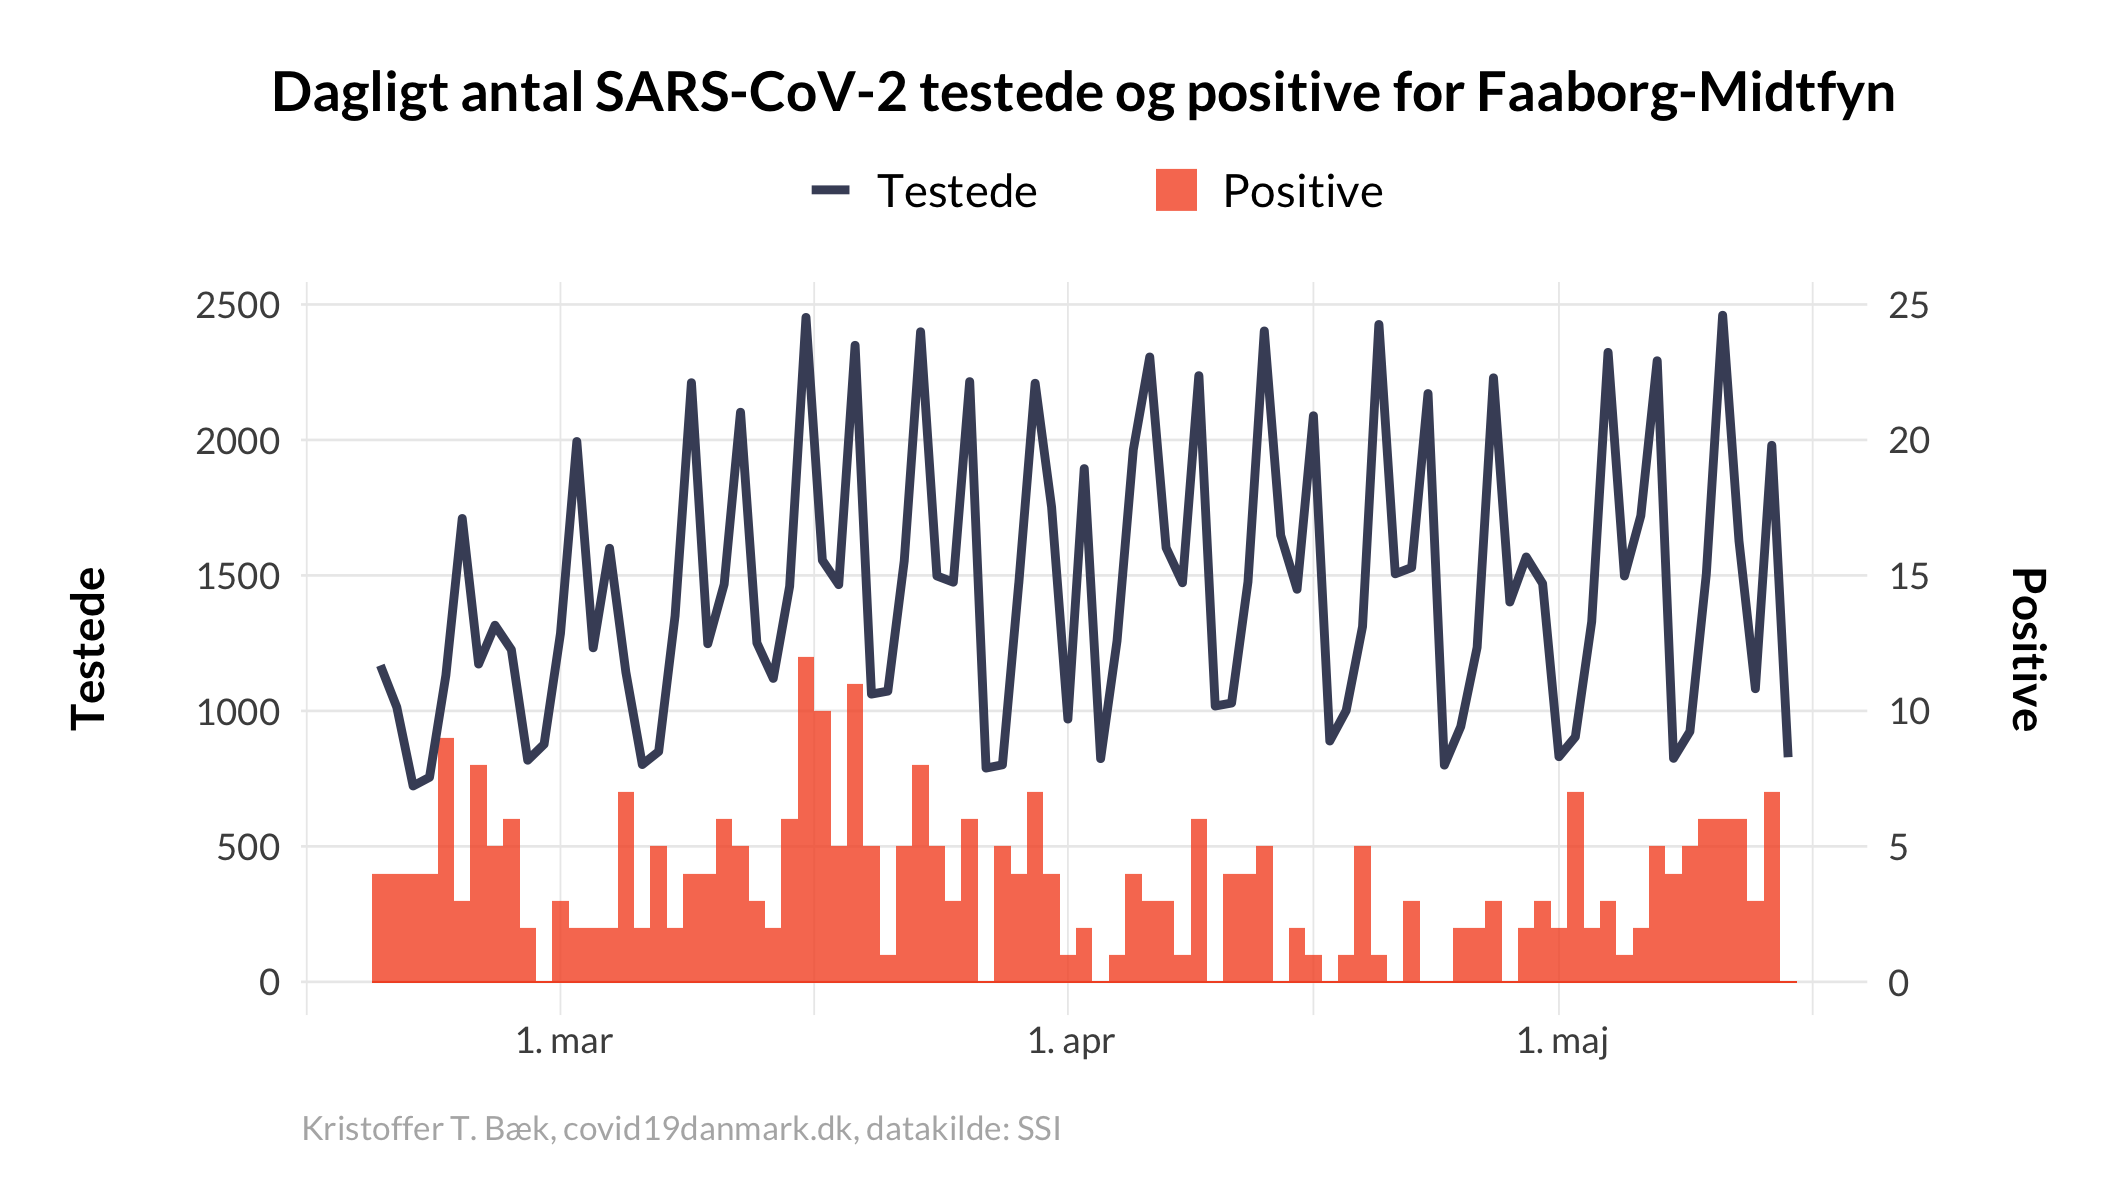 Dagligt antal SARS-CoV-2 testede og positive for Faaborg-Midtfyn
Testede
Positive
2500
2000
1500
1000
500
0
25
20
15
10
5
0
Testede
Positive
1. mar
1. apr
1. maj
Kristoffer T. Bæk, covid19danmark.dk, datakilde: SSI